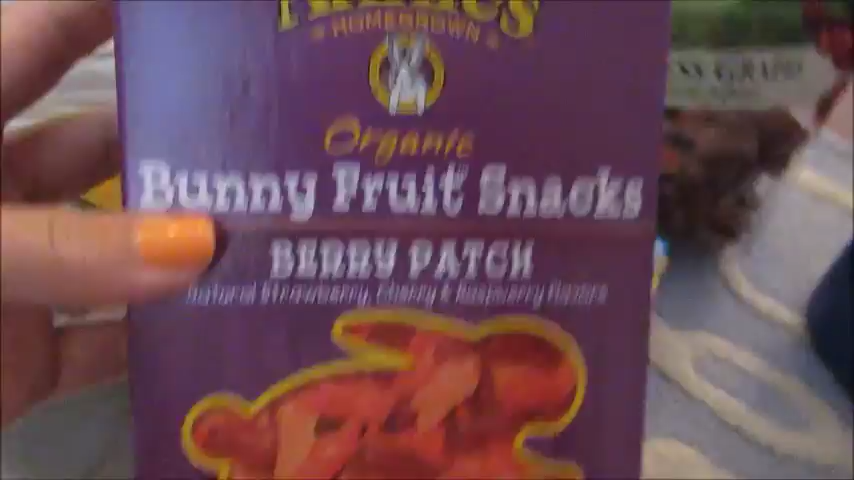 HOMEGROWN
Organic
Bunny Fruit Snacks
BERRY PATCH
Natural Strawberry, Cherry & Raspberry flavors